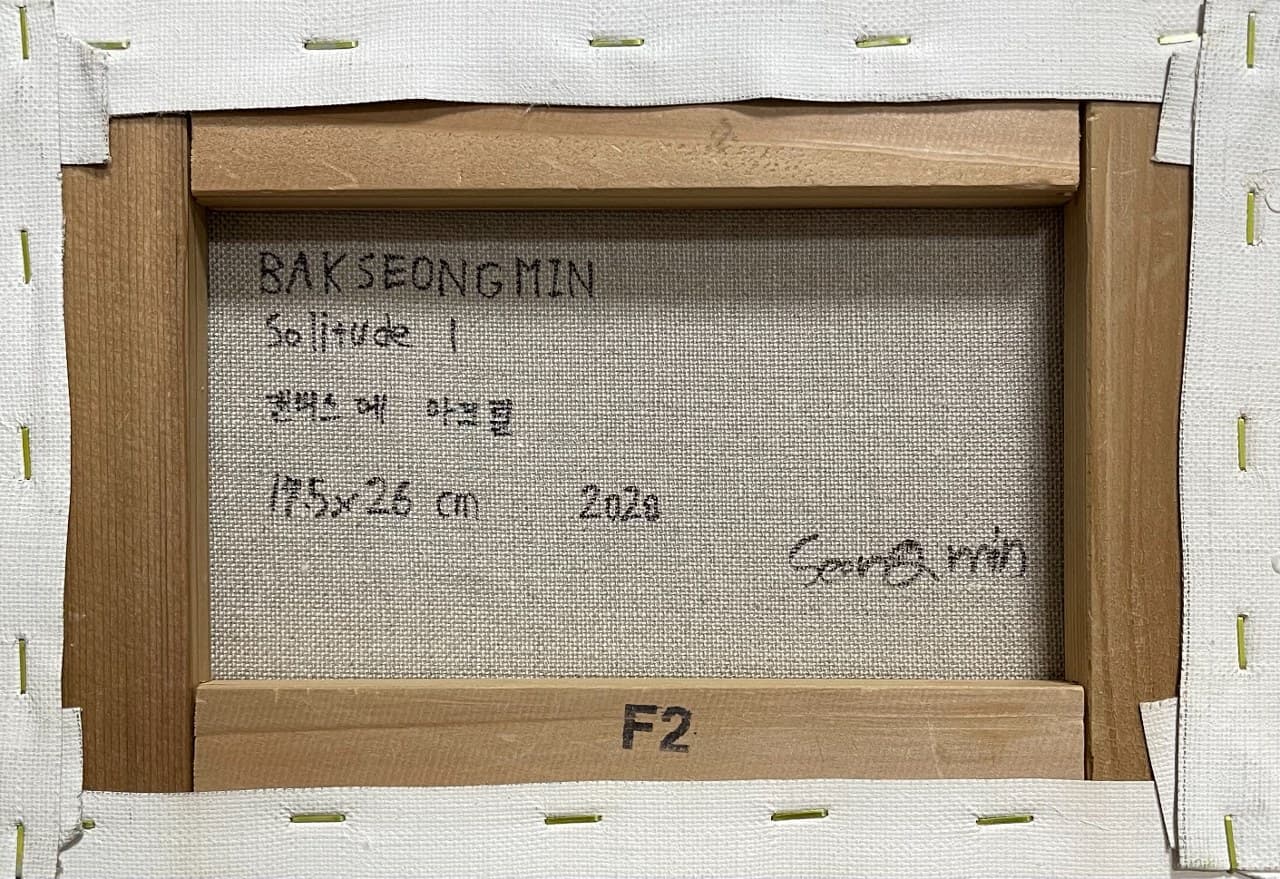 BAKSEONGMIN
Solitude 1
캔버스에 아크릴
17.5x26 cm 2020
Seongmin
F2